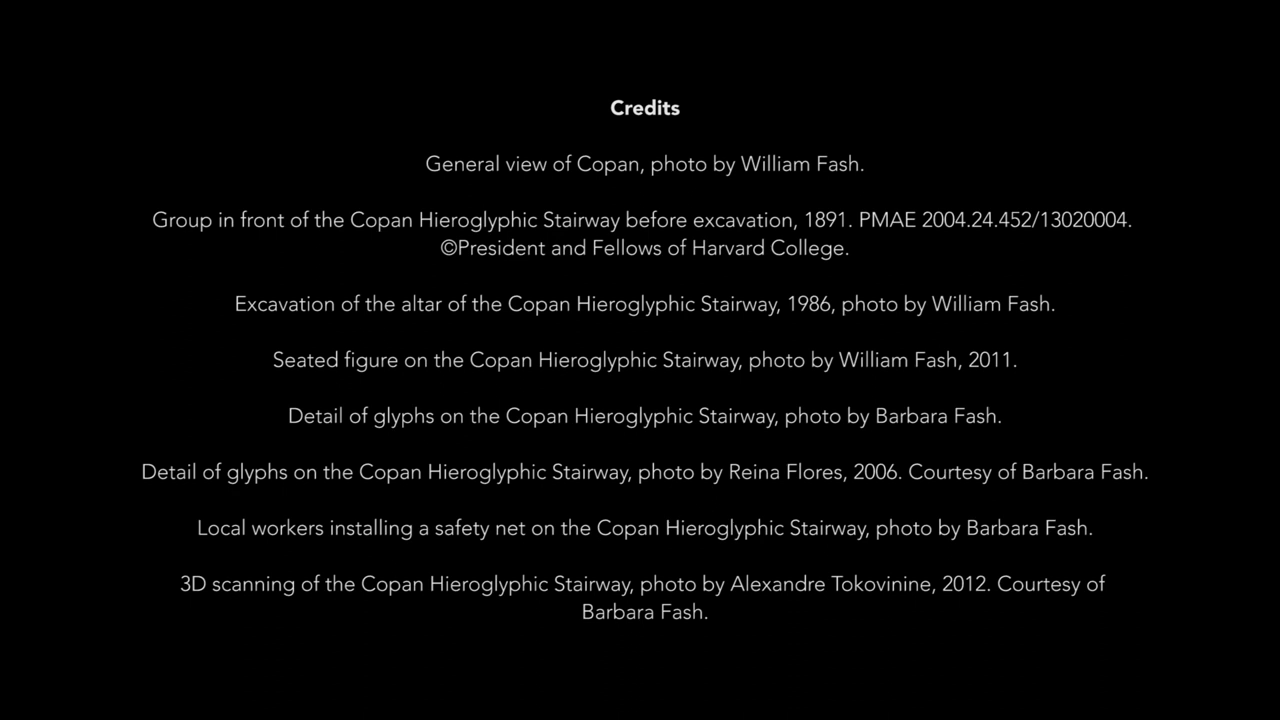 Credits
General view of Copan, photo by William Fash.
Group in front of the Copan Hieroglyphic Stairway before excavation, 1891. PMAE 2004.24.452/13020004.
©President and Fellows of Harvard College.
Excavation of the altar of the Copan Hieroglyphic Stairway, 1986, photo by William Fash.
Seated figure on the Copan Hieroglyphic Stairway, photo by William Fash, 2011.
Detail of glyphs on the Copan Hieroglyphic Stairway, photo by Barbara Fash.
Detail of glyphs on the Copan Hieroglyphic Stairway, photo by Reina Flores, 2006. Courtesy of Barbara Fash.
Local workers installing a safety net on the Copan Hieroglyphic Stairway, photo by Barbara Fash.
3D scanning of the Copan Hieroglyphic Stairway, photo by Alexandre Tokovinine, 2012. Courtesy of
Barbara Fash.